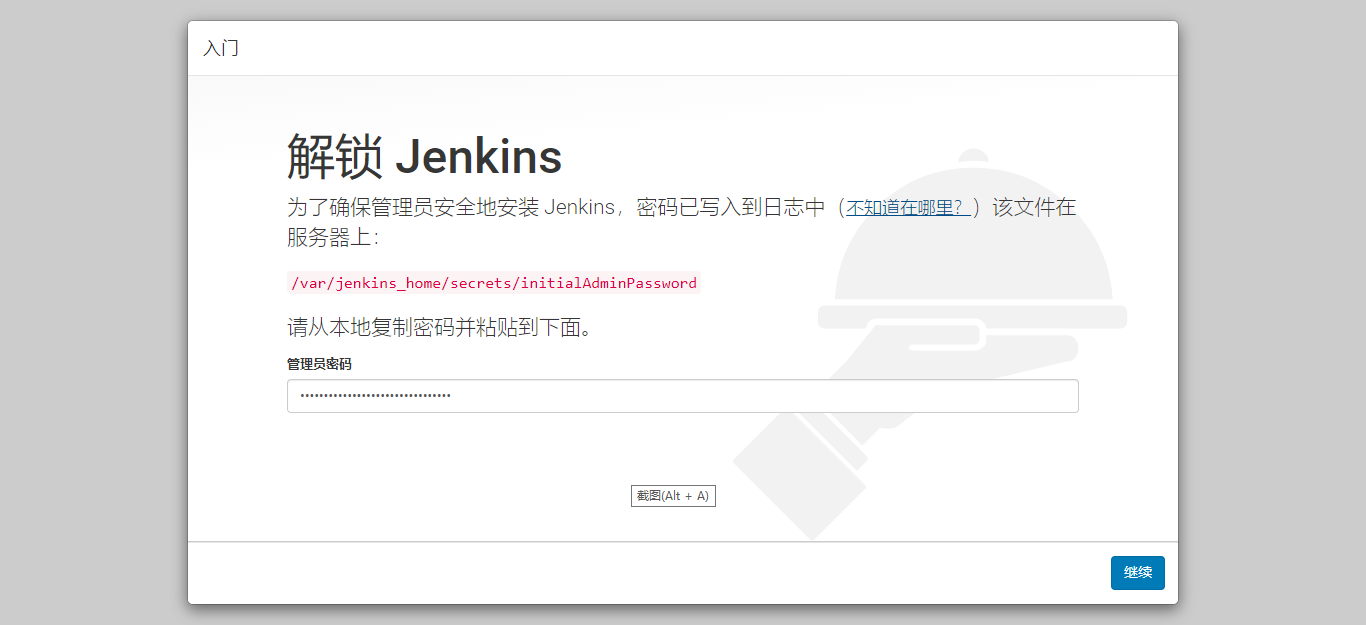 入门
解锁 Jenkins
为了确保管理员安全地安装 Jenkins，密码已写入到日志中（不知道在哪里？）该文件在
服务器上：
/var/jenkins_home/secrets/initialAdminPassword
请从本地复制密码并粘贴到下面。
管理员密码
截图(Alt + A)
继续